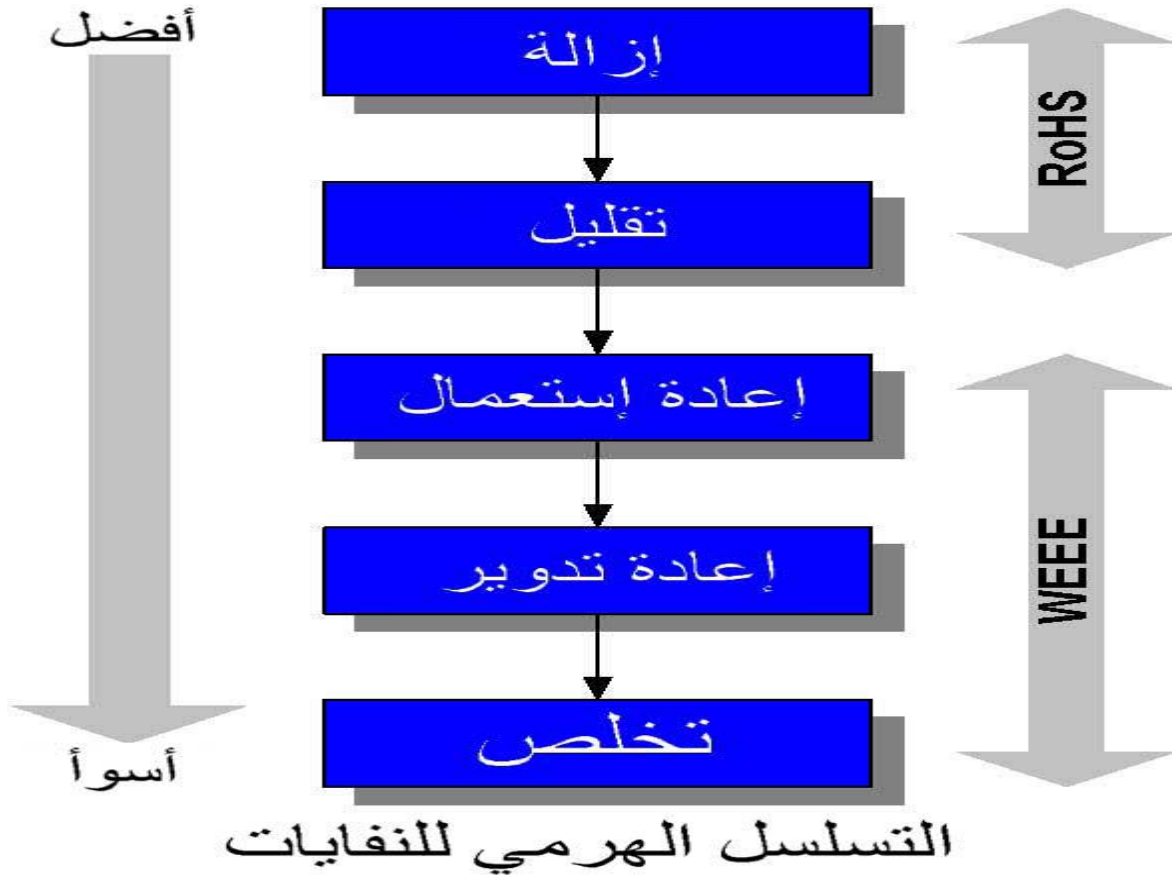 أفضل
إزالة
RoHS
تقليل
إعادة إستعمال
إعادة تدوير
WEEE
تخلص
أسوأ
التسلسل الهرمي للنفايات